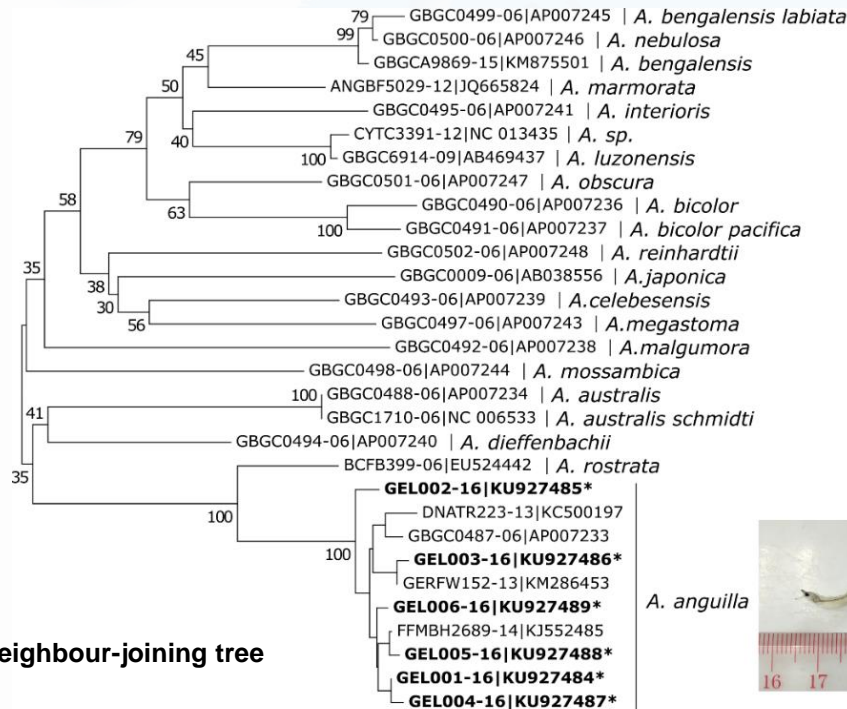 79
GBGC0499-06|AP007245 | A. bengalensis labiata
99
GBGC0500-06|AP007246 | A. nebulosa
45
GBGCA9869-15|KM875501 | A. bengalensis
50
ANGBF5029-12|JQ665824 | A. marmorata
GBGC0495-06|AP007241 | A. interioris
79
40
CYTC3391-12|NC 013435 | A. sp.
100
GBGC6914-09|AB469437 | A. luzonensis
58
GBGC0501-06|AP007247 | A. obscura
63
GBGC0490-06|AP007236 | A. bicolor
100
GBGC0491-06|AP007237 | A. bicolor pacifica
GBGC0502-06|AP007248 | A. reinhardtii
35
38
GBGC0009-06|AB038556 | A.japonica
30
GBGC0493-06|AP007239 | A.celebesensis
56
GBGC0497-06|AP007243 | A.megastoma
GBGC0492-06|AP007238 | A.malgumora
GBGC0498-06|AP007244 | A. mossambica
100
GBGC0488-06|AP007234 | A. australis
41
GBGC1710-06|NC 006533 | A. australis schmidti
GBGC0494-06|AP007240 | A. dieffenbachii
35
BCFB399-06|EU524442 | A. rostrata
100
GEL002-16|KU927485*
DNATR223-13|KC500197
100
GBGC0487-06|AP007233
GEL003-16|KU927486*
GERFW152-13|KM286453
A. anguilla
GEL006-16|KU927489*
FFMBH2689-14|KJ552485
eighbour-joining tree
GEL005-16|KU927488*
GEL001-16|KU927484*
GEL004-16|KU927487*
16 17